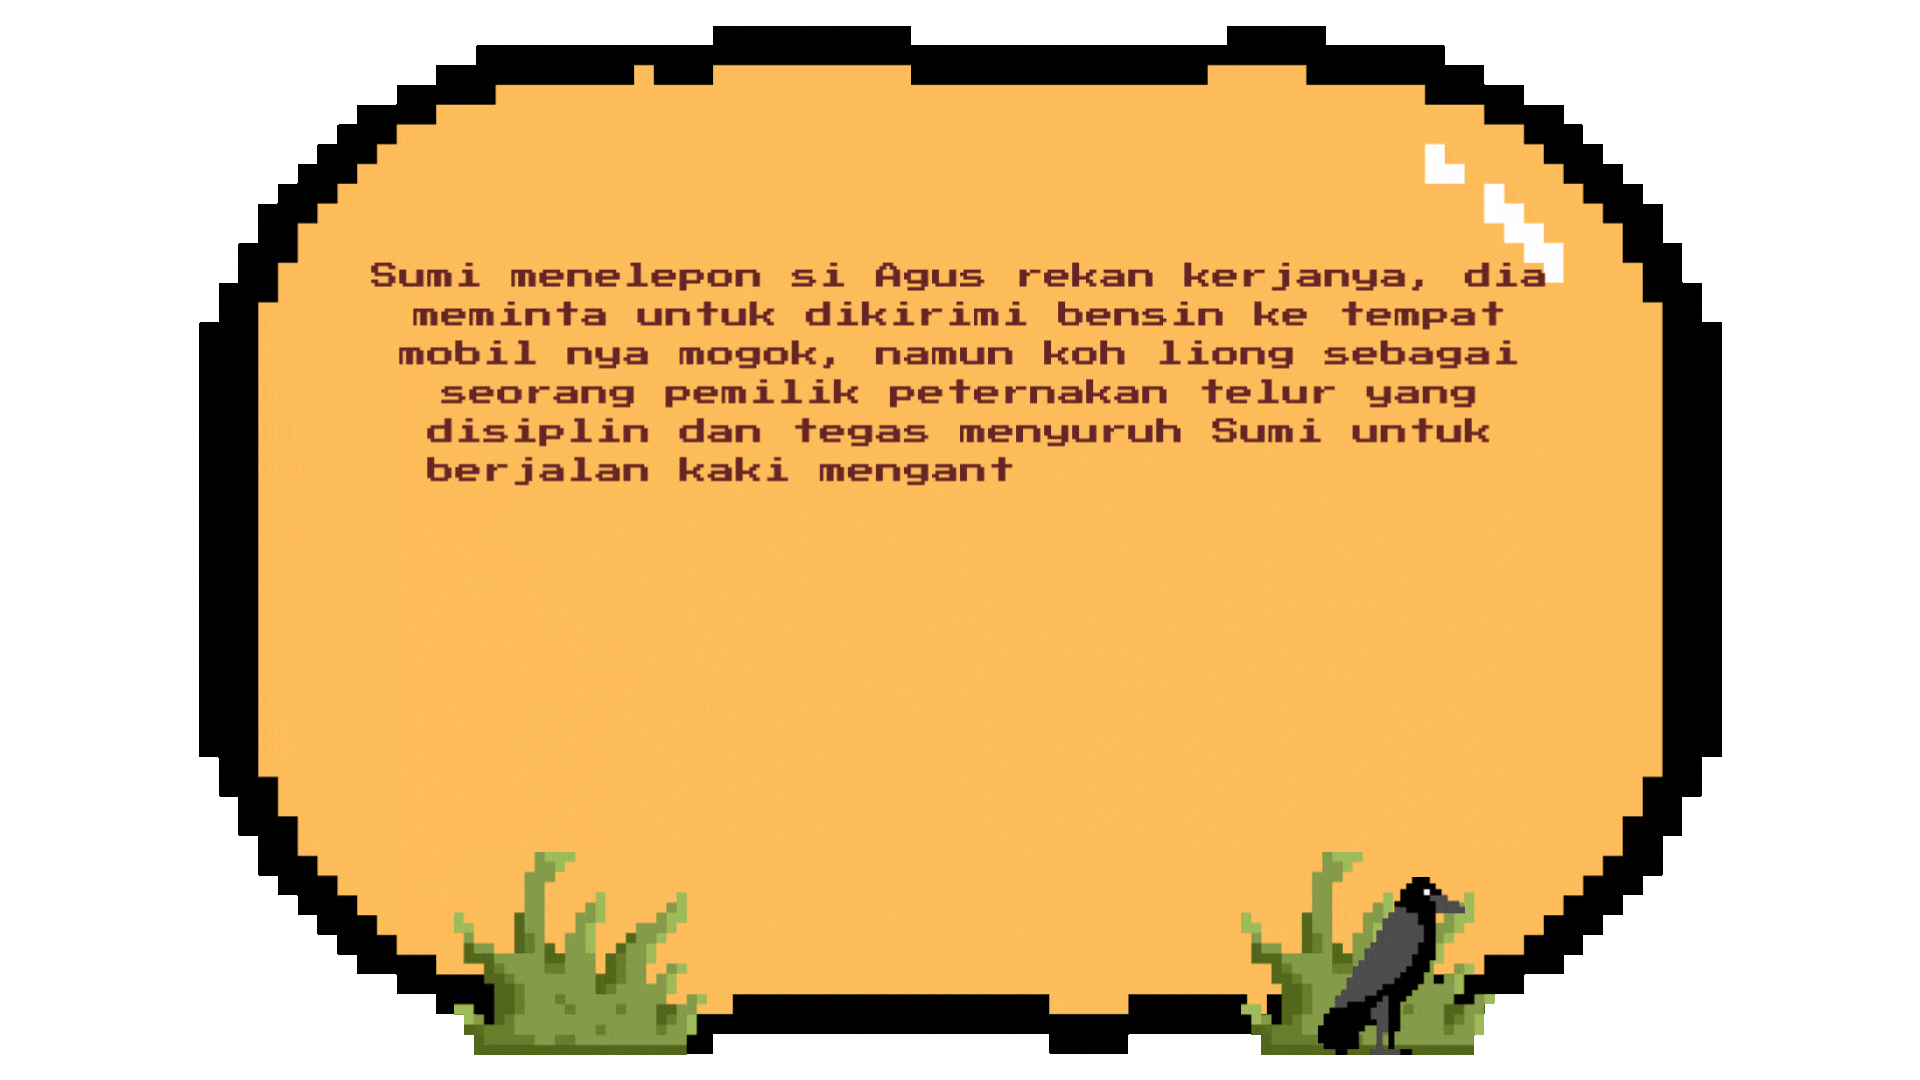 Sumi menelepon si Agus rekan kerjanya, dia
meminta untuk dikirimi bensin ke tempat
mobil nya mogok, namun koh liong sebagai
seorang pemilik peternakan telur yang
disiplin dan tegas menyuruh Sumi untuk
berjalan kaki mengant